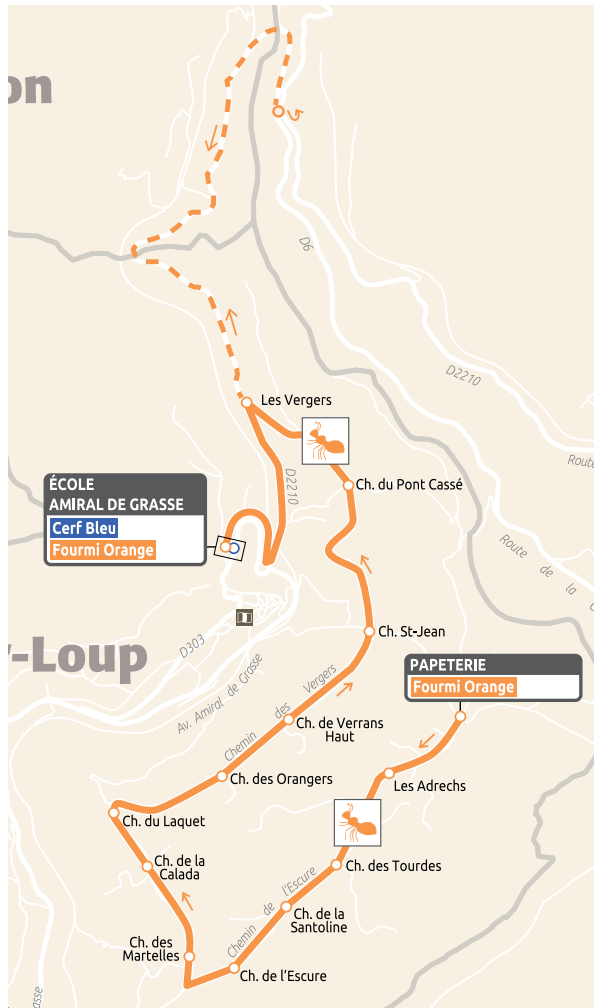 on
D6
D2210
Route
Les Vergers
D2210
Ch. du Pont Cassé
ÉCOLE
AMIRAL DE GRASSE
Cerf Bleu
Fourmi Orange
Route de la
Ch. St-Jean
D303
-Loup
Av. Amiral de Grasse
Chemin des Vergers
PAPETERIE
Fourmi Orange
Ch. de Verrans
Haut
Ch. des Orangers
Les Adrechs
Ch. du Laquet
Ch. de la
Calada
Ch. des Tourdes
Chemin de l'Escure
Ch. de la
Santoline
Ch. des
Martelles
Ch. de l'Escure